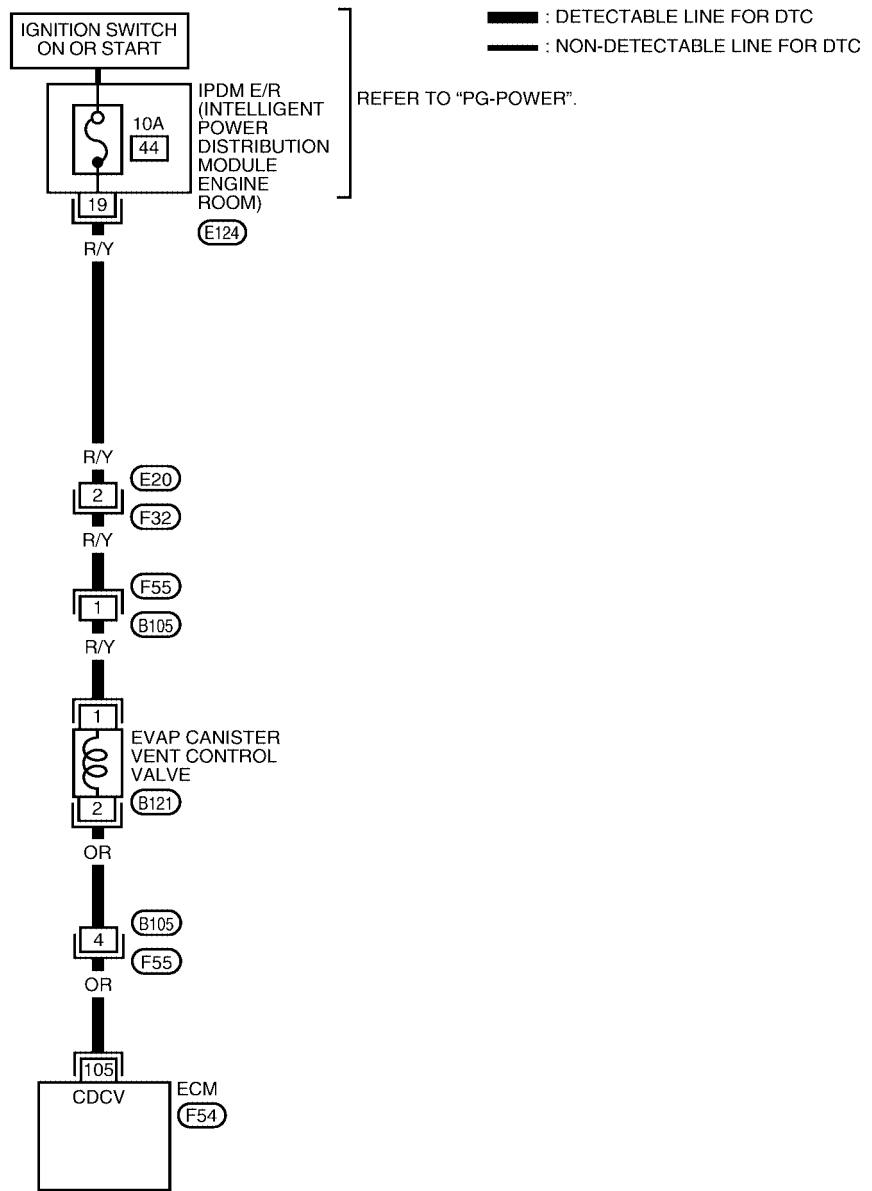 IGNITION SWITCH
ON OR START
: DETECTABLE LINE FOR DTC
: NON-DETECTABLE LINE FOR DTC
IPDM E/R
(INTELLIGENT
POWER
DISTRIBUTION
MODULE
ENGINE
ROOM)
REFER TO “PG-POWER”.
10A
44
19
E124
R/Y
R/Y
E20
2
F32
R/Y
F55
1
B105
R/Y
1
EVAP CANISTER
VENT CONTROL
VALVE
2
B121
OR
B105
4
F55
OR
105
CDCV
ECM
F54